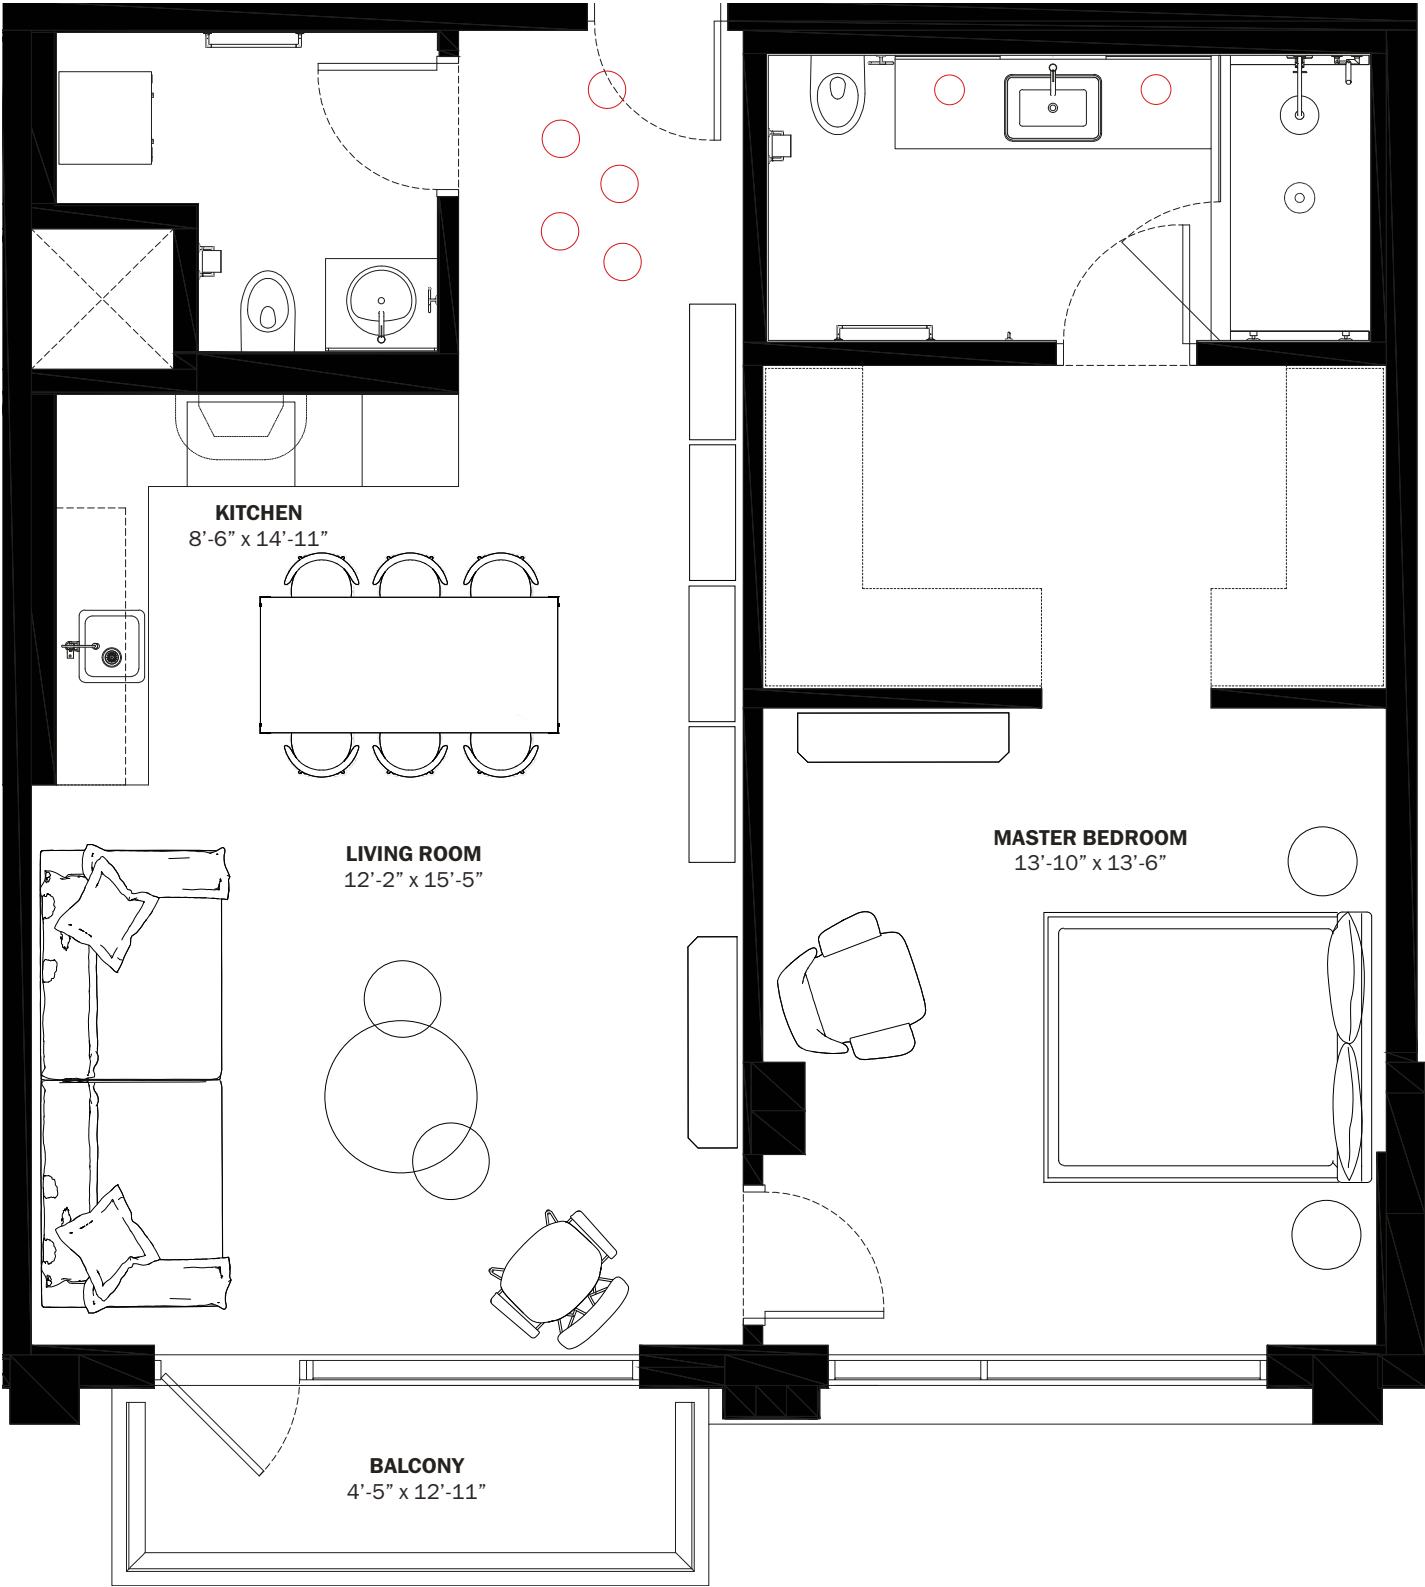 KITCHEN
8’-6” x 14’-11”
LIVING ROOM
12’-2” x 15’-5”
MASTER BEDROOM
13’-10” x 13’-6”
BALCONY
4’-5” x 12’-11”